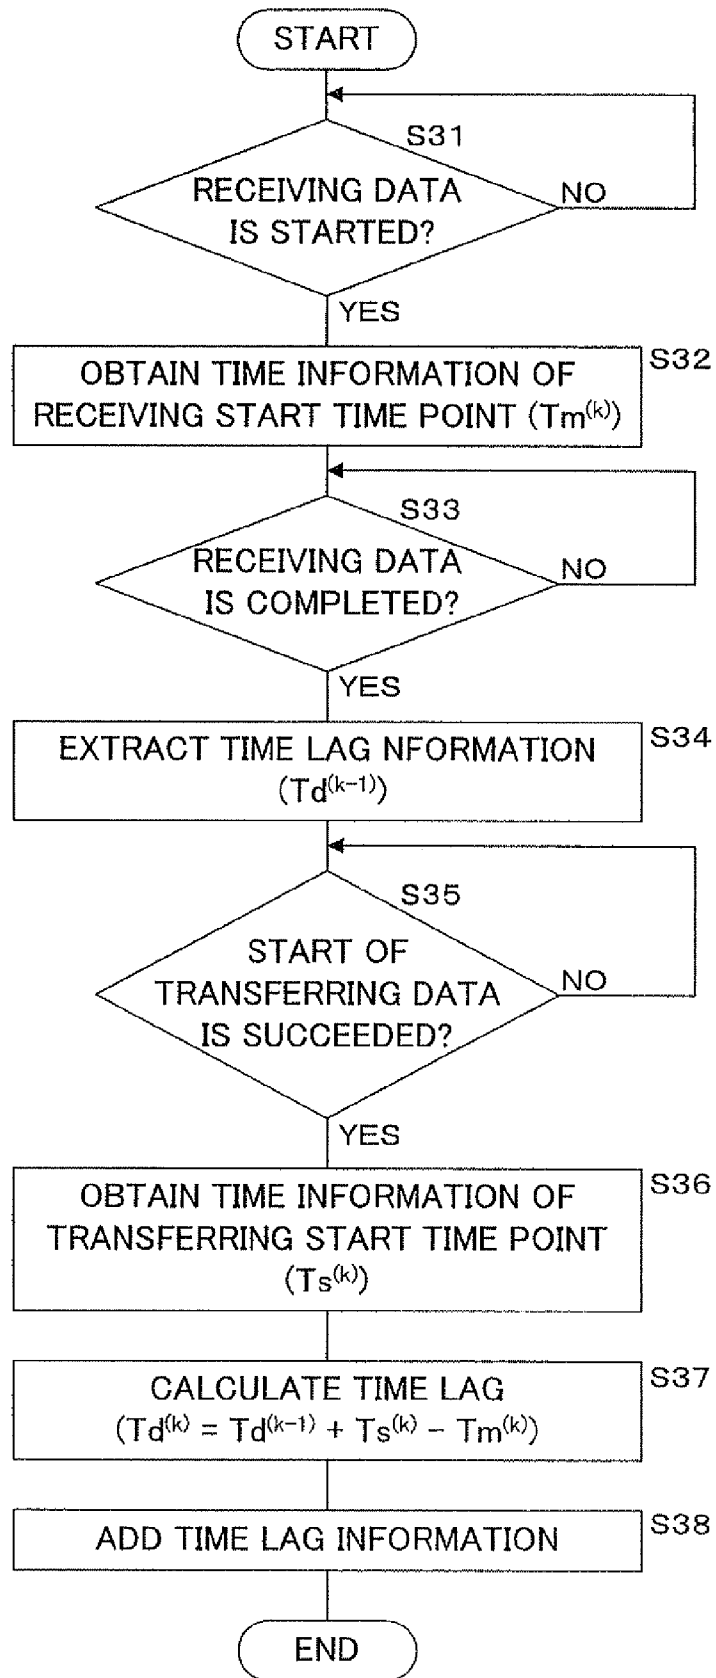 START
S31
RECEIVING DATA
IS STARTED?
NO
YES
S32
OBTAIN TIME INFORMATION OF
RECEIVING START TIME POINT (Tm^(k))
S33
RECEIVING DATA
IS COMPLETED?
NO
YES
S34
EXTRACT TIME LAG NFORMATION
(Td^(k-1))
S35
START OF
TRANSFERRING DATA
IS SUCCEEDED?
NO
YES
S36
OBTAIN TIME INFORMATION OF
TRANSFERRING START TIME POINT
(Ts^(k))
S37
CALCULATE TIME LAG
(Td^(k) = Td^(k-1) + Ts^(k) – Tm^(k))
S38
ADD TIME LAG INFORMATION
END